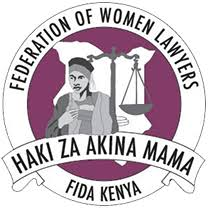 FEDERATION OF WOMEN LAWYERS
HAKI ZA AKINA MAMA
FIDA KENYA